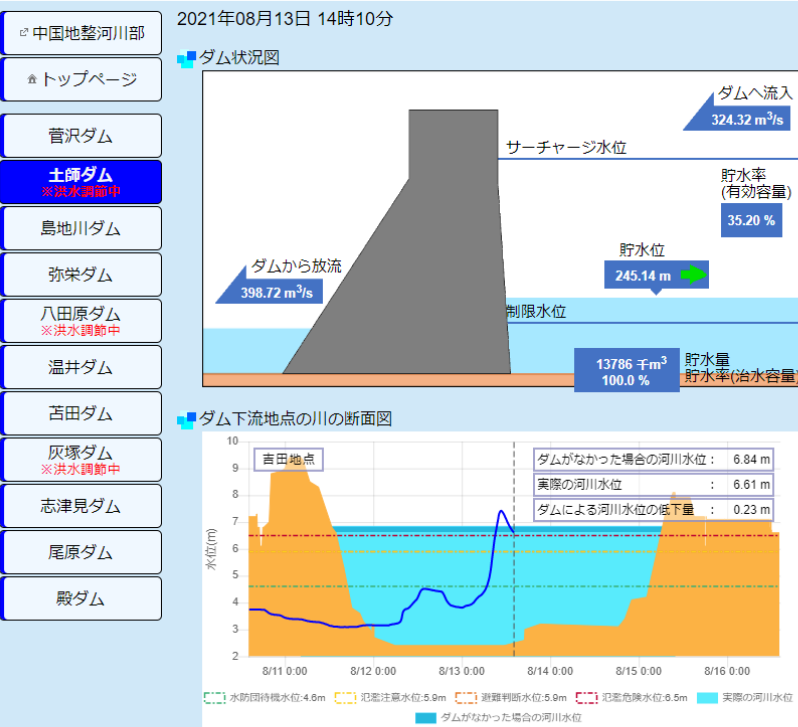 中国地整河川部
トップページ
菅沢ダム
土師ダム
※洪水調節中
島地川ダム
弥栄ダム
八田原ダム
※洪水調節中
温井ダム
苫田ダム
灰塚ダム
※洪水調節中
志津見ダム
尾原ダム
殿ダム
2021年08月13日 14時10分
ダム状況図
ダムへ流入
324.32 m³/s
サーチャージ水位
貯水率
(有効容量)
35.20 %
貯水位
245.14 m
ダムから放流
398.72 m³/s
制限水位
13786 千m³
100.0 %
貯水量
貯水率(治水容量)
ダム下流地点の川の断面図
吉田地点
ダムがなかった場合の河川水位 : 6.84 m
実際の河川水位 : 6.61 m
ダムによる河川水位の低下量 : 0.23 m
水位(m)
10
9
8
7
6
5
4
3
2
8/11 0:00 8/12 0:00 8/13 0:00 8/14 0:00 8/15 0:00 8/16 0:00
水防団待機水位:4.6m 氾濫注意水位:5.9m 避難判断水位:5.9m 氾濫危険水位:6.5m 実際の河川水位
ダムがなかった場合の河川水位